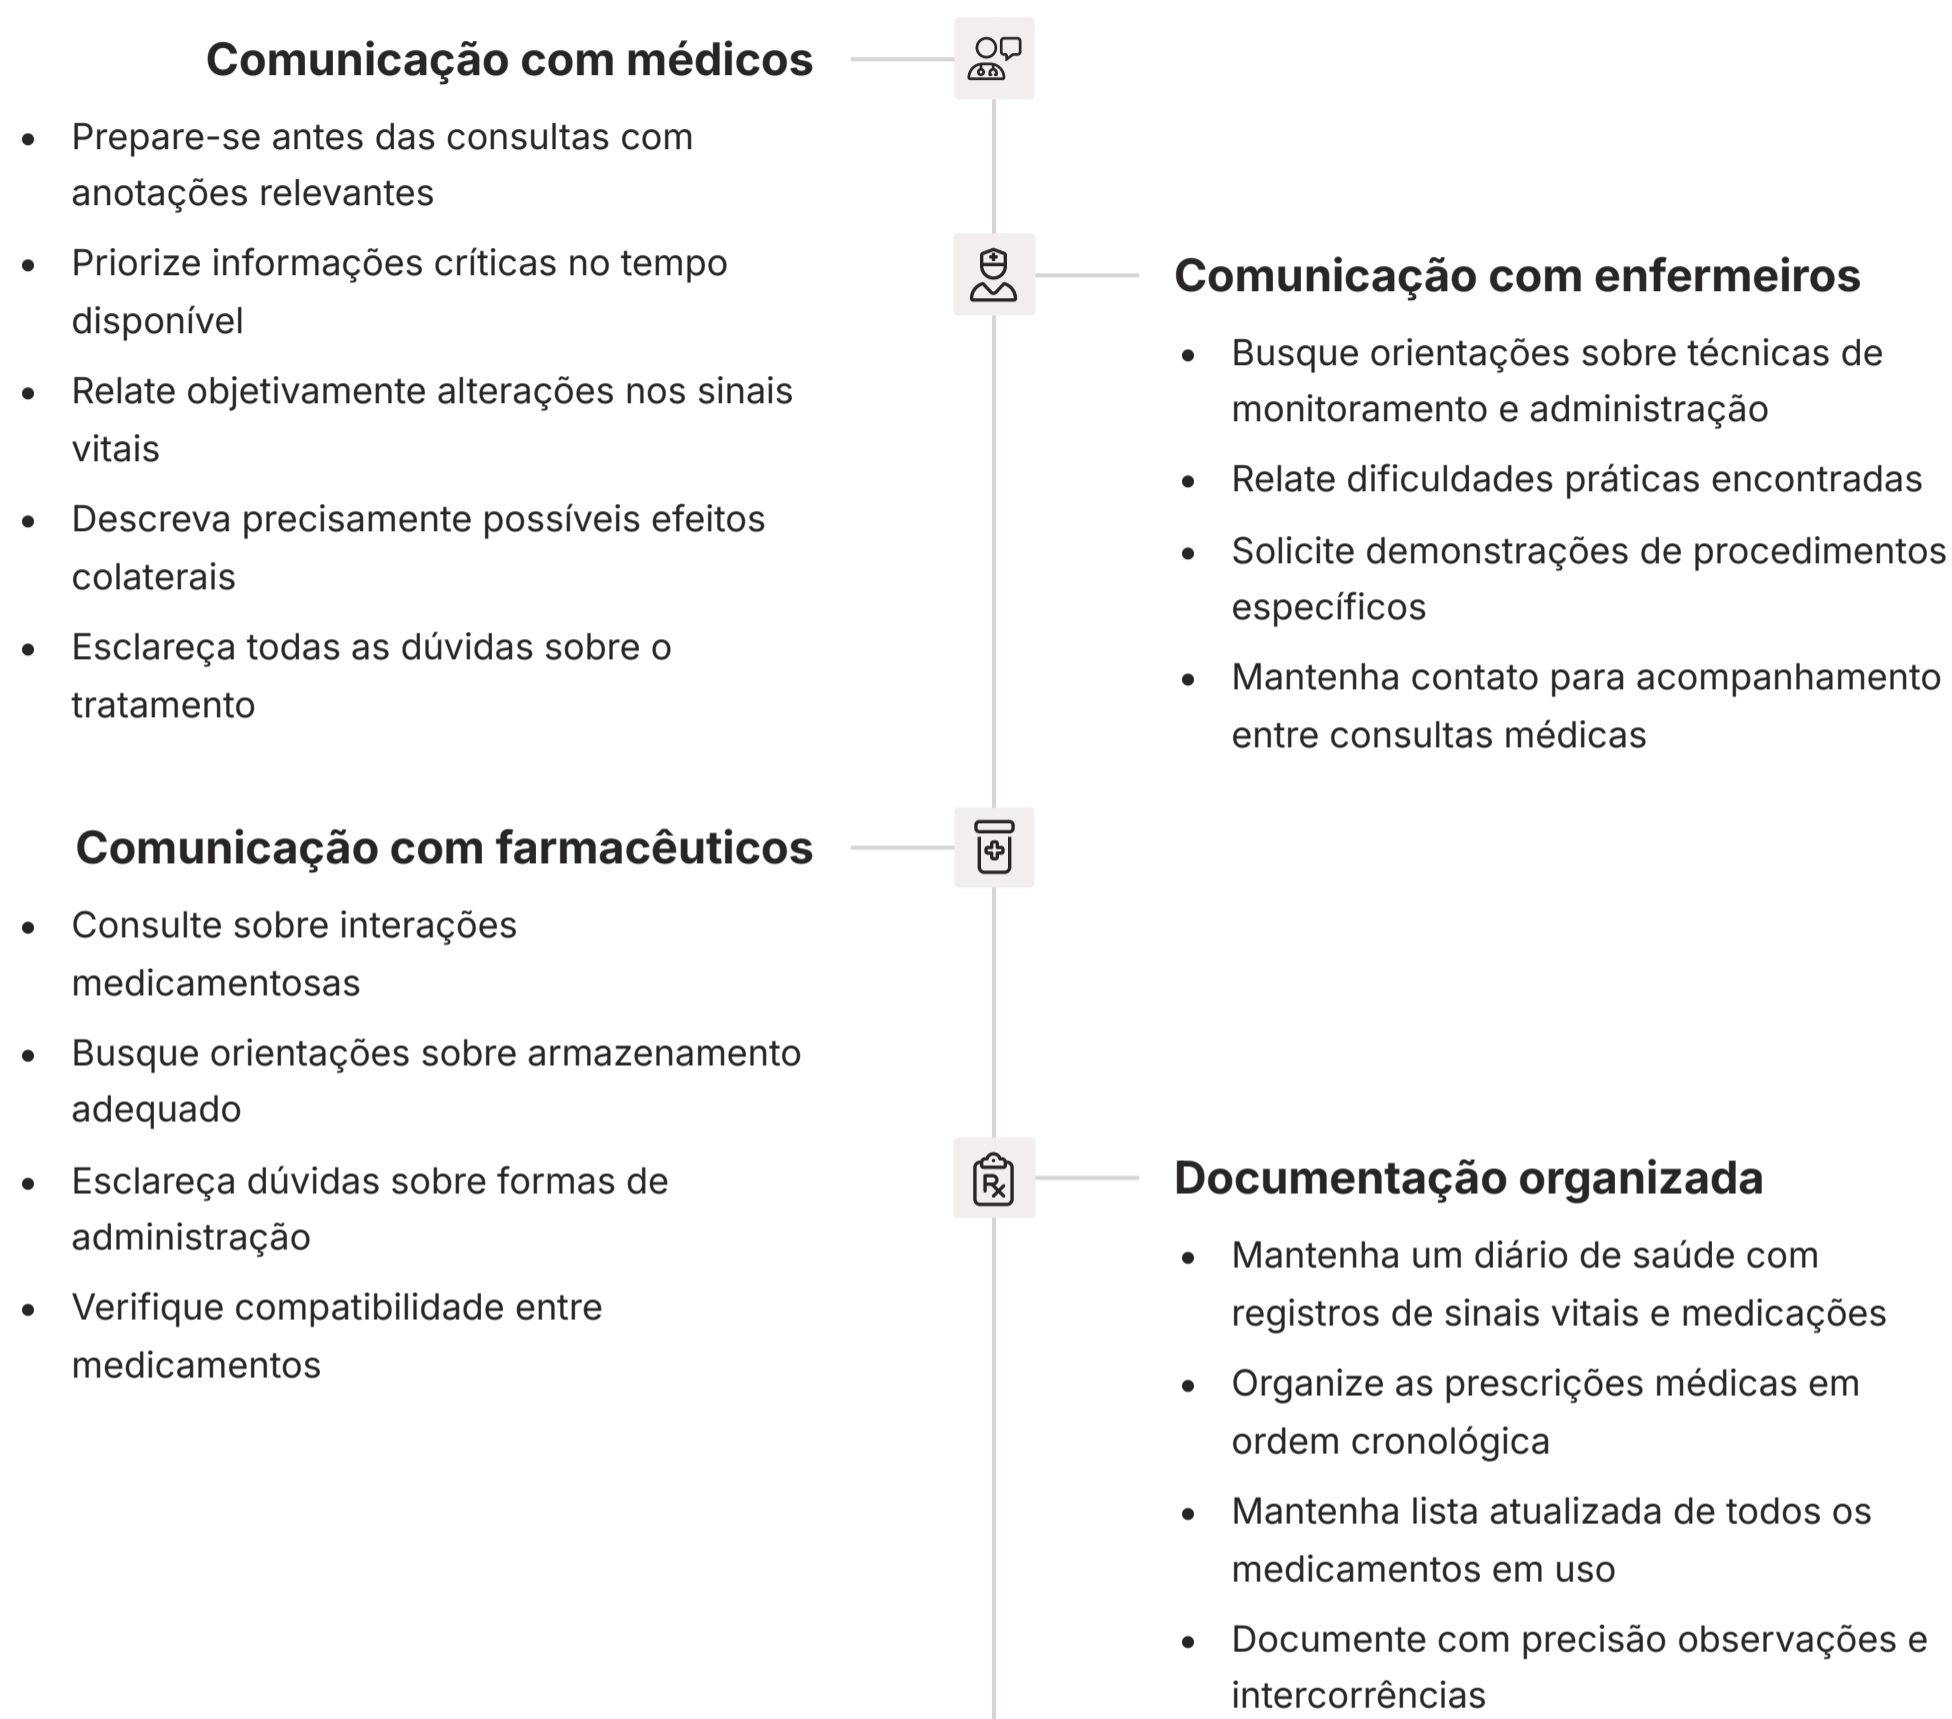 Comunicação com médicos
Prepare-se antes das consultas com
anotações relevantes
Priorize informações críticas no tempo
disponível
Relate objetivamente alterações nos sinais
vitais
Descreva precisamente possíveis efeitos
colaterais
Esclareça todas as dúvidas sobre o
tratamento
Comunicação com enfermeiros
Busque orientações sobre técnicas de
monitoramento e administração
Relate dificuldades práticas encontradas
Solicite demonstrações de procedimentos
específicos
Mantenha contato para acompanhamento
entre consultas médicas
Comunicação com farmacêuticos
Consulte sobre interações
medicamentosas
Busque orientações sobre armazenamento
adequado
Esclareça dúvidas sobre formas de
administração
Verifique compatibilidade entre
medicamentos
Documentação organizada
Mantenha um diário de saúde com
registros de sinais vitais e medicações
Organize as prescrições médicas em
ordem cronológica
Mantenha lista atualizada de todos os
medicamentos em uso
Documente com precisão observações e
intercorrências